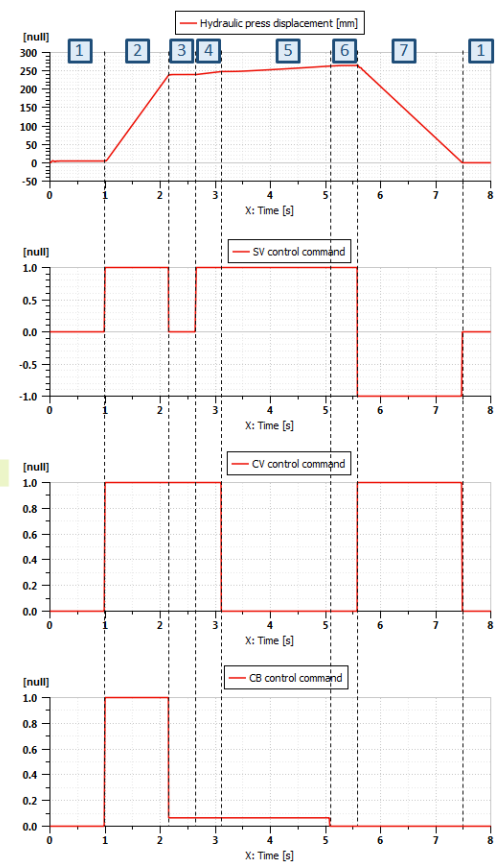 Hydraulic press displacement [mm]
[null]
1 2 3 4 5 6 7 1
300
250
200
150
100
50
0
-50
0 1 2 3 4 5 6 7 8
X: Time [s]
SV control command
[null]
1.0
0.5
0.0
-0.5
-1.0
0 1 2 3 4 5 6 7 8
X: Time [s]
CV control command
[null]
1.0
0.8
0.6
0.4
0.2
0.0
0 1 2 3 4 5 6 7 8
X: Time [s]
CB control command
[null]
1.0
0.8
0.6
0.4
0.2
0.0
0 1 2 3 4 5 6 7 8
X: Time [s]